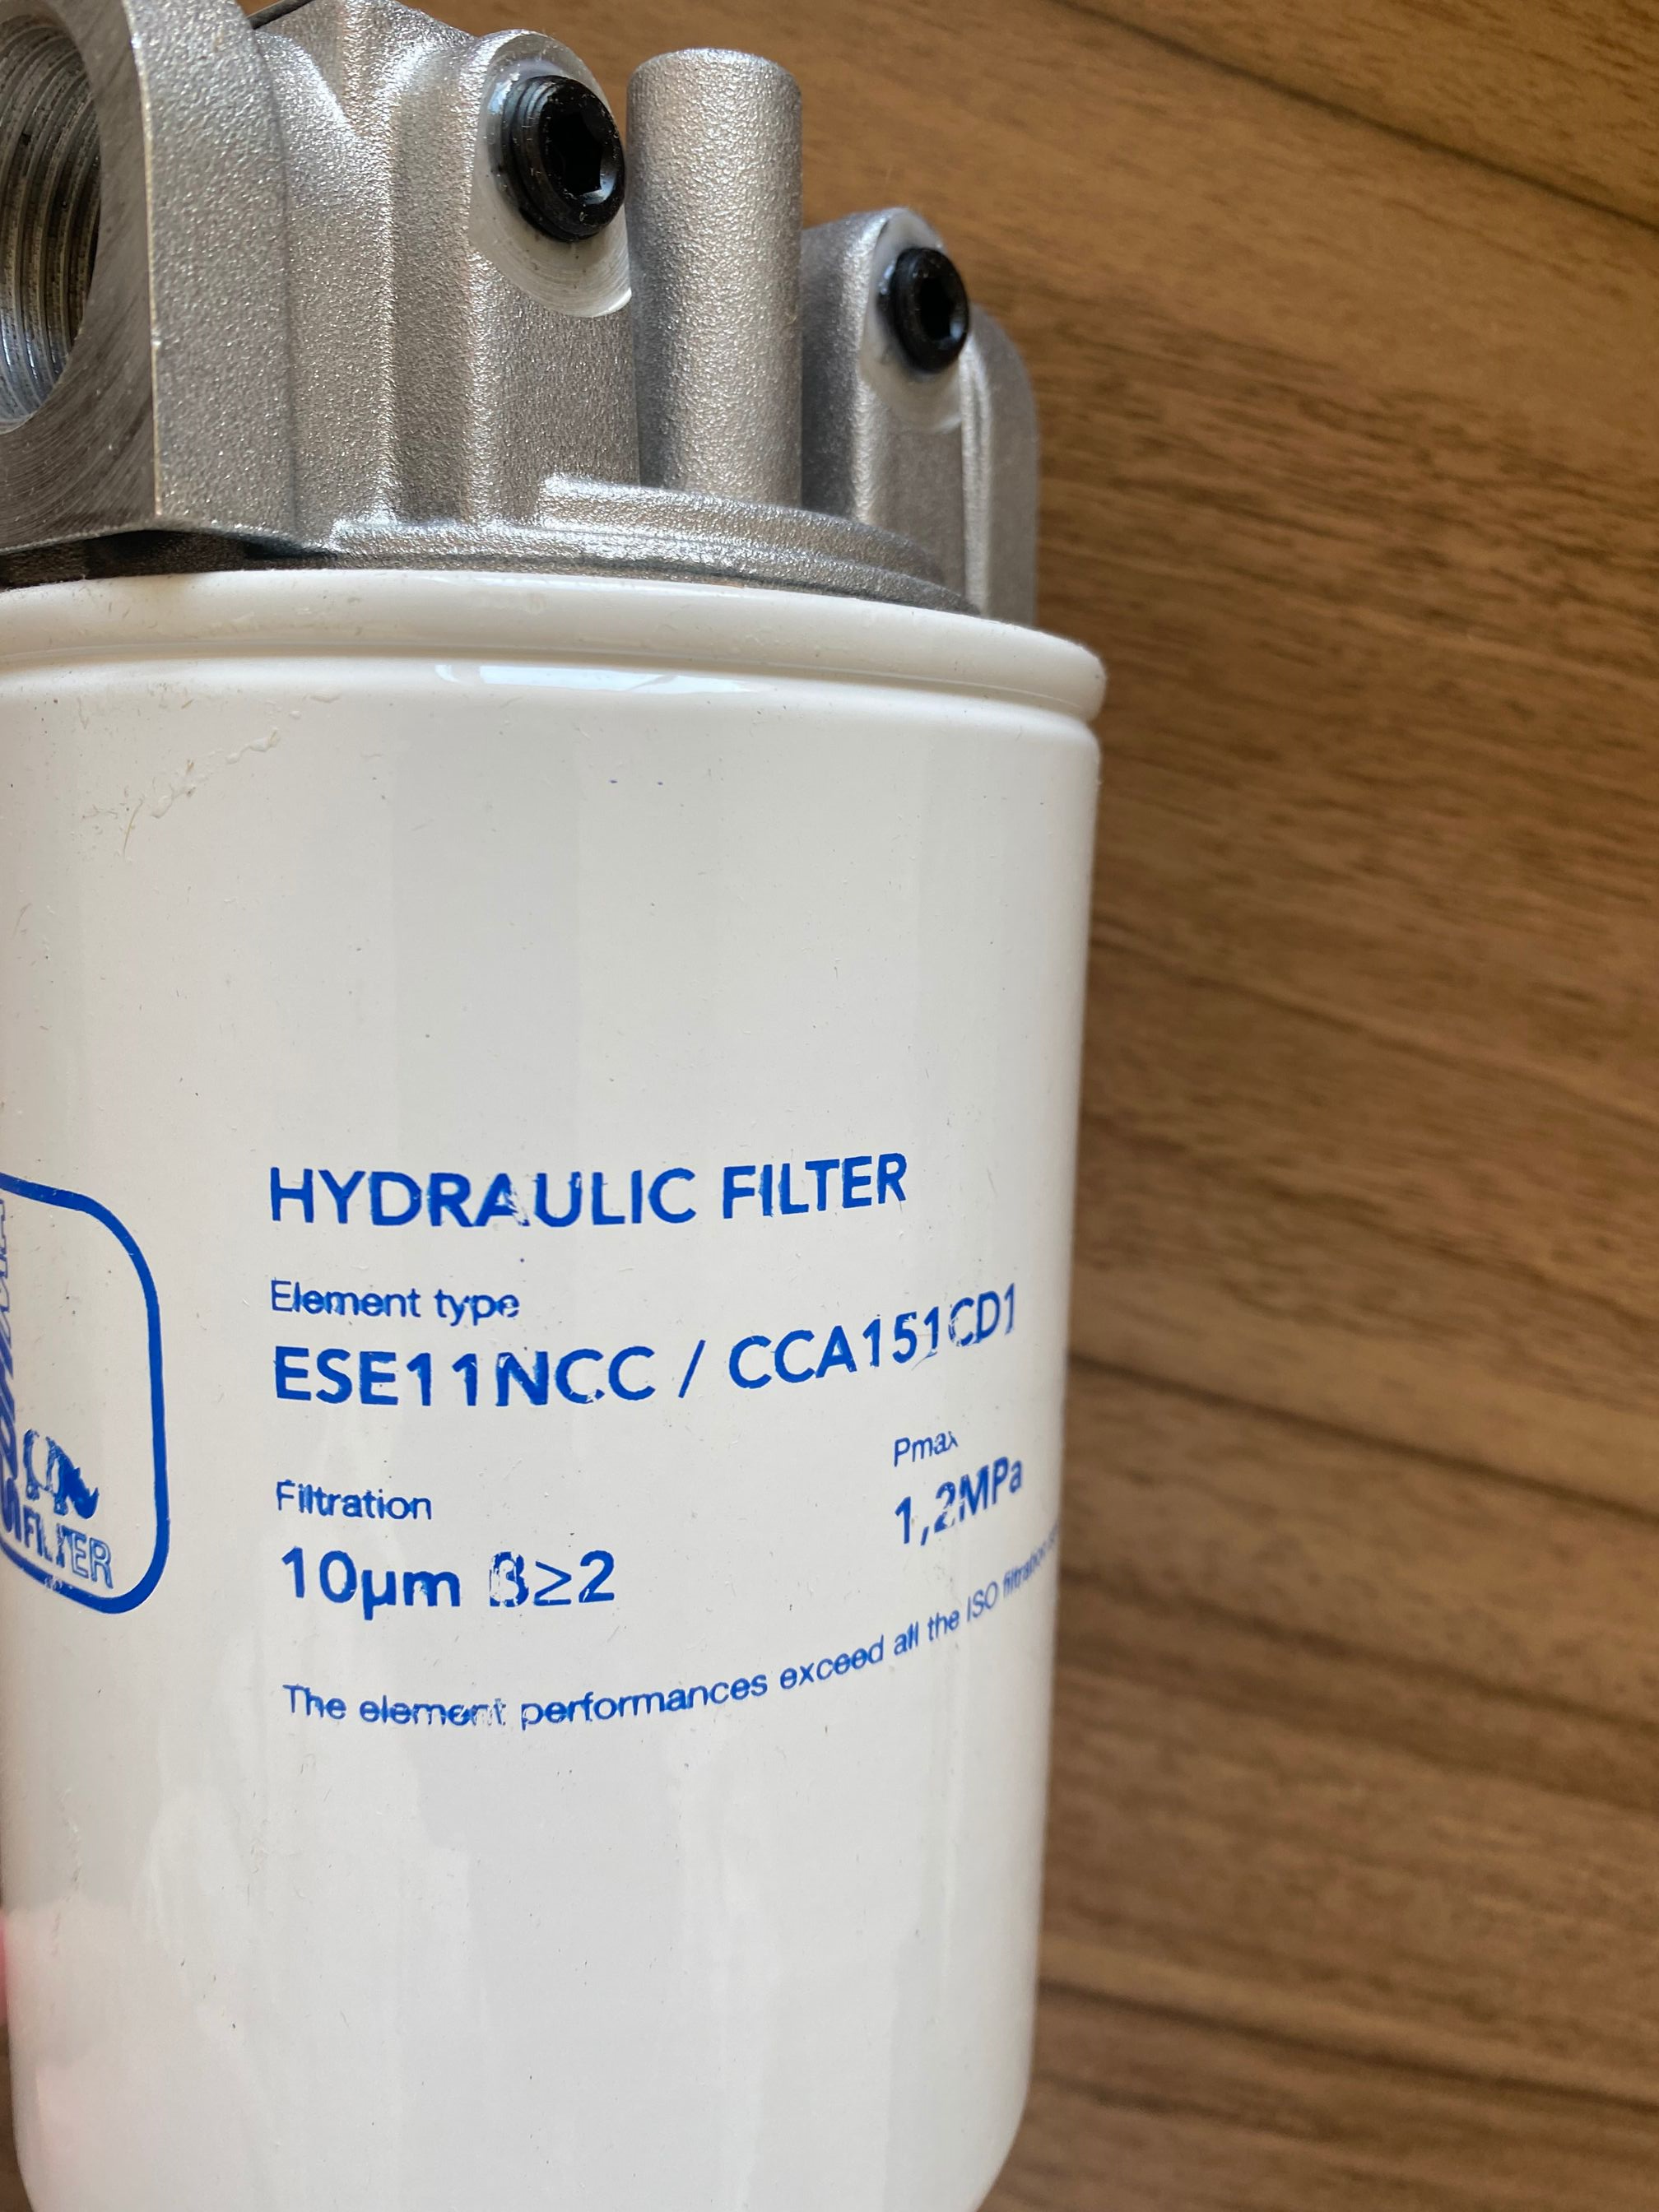 HYDRAULIC FILTER
Element type
ESE11NCC / CCA151CD1
Filtration
10µm β≥2
Pmax
1,2MPa
The element performances exceed all the ISO filtration
FILTER